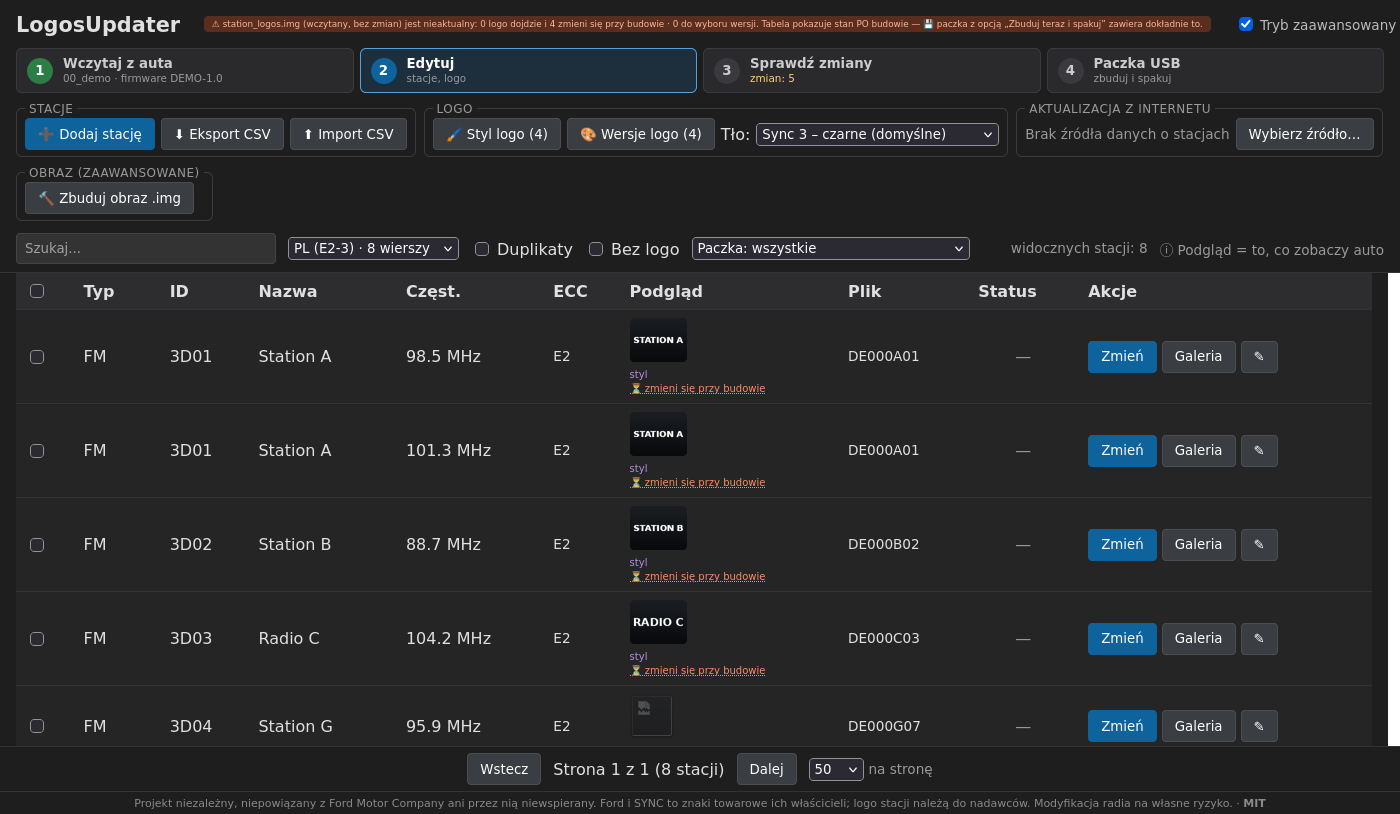 LogosUpdater
⚠ station_logos.img (wczytany, bez zmian) jest nieaktualny: 0 logo dojdzie i 4 zmieni się przy budowie · 0 do wyboru wersji. Tabela pokazuje stan PO budowie — 💾 paczka z opcją „Zbuduj teraz i spakuj” zawiera dokładnie to.
Tryb zaawansowany
1 Wczytaj z auta
00_demo · firmware DEMO-1.0
2 Edytuj
stacje, logo
3 Sprawdź zmiany
zmian: 5
4 Paczka USB
zbuduj i spakuj
STACJE
➕ Dodaj stację ⬇ Eksport CSV ⬆ Import CSV
LOGO
🖌️ Styl logo (4) 🎨 Wersje logo (4) Tło: Sync 3 – czarne (domyślne)
AKTUALIZACJA Z INTERNETU
Brak źródła danych o stacjach Wybierz źródło...
OBRAZ (ZAAWANSOWANE)
🔨 Zbuduj obraz .img
Szukaj... PL (E2-3) · 8 wierszy Duplikaty Bez logo Paczka: wszystkie widocznych stacji: 8 ⓘ Podgląd = to, co zobaczy auto
Typ ID Nazwa Częst. ECC Podgląd Plik Status Akcje
FM 3D01 Station A 98.5 MHz E2 STATION A DE000A01 — Zmień Galeria ✎
styl
⏳ zmieni się przy budowie
FM 3D01 Station A 101.3 MHz E2 STATION A DE000A01 — Zmień Galeria ✎
styl
⏳ zmieni się przy budowie
FM 3D02 Station B 88.7 MHz E2 STATION B DE000B02 — Zmień Galeria ✎
styl
⏳ zmieni się przy budowie
FM 3D03 Radio C 104.2 MHz E2 RADIO C DE000C03 — Zmień Galeria ✎
styl
⏳ zmieni się przy budowie
FM 3D04 Station G 95.9 MHz E2 DE000G07 — Zmień Galeria ✎
Wstecz Strona 1 z 1 (8 stacji) Dalej 50 na stronę
Projekt niezależny, niepowiązany z Ford Motor Company ani przez nią niewspierany. Ford i SYNC to znaki towarowe ich właścicieli; logo stacji należą do nadawców. Modyfikacja radia na własne ryzyko. · MIT